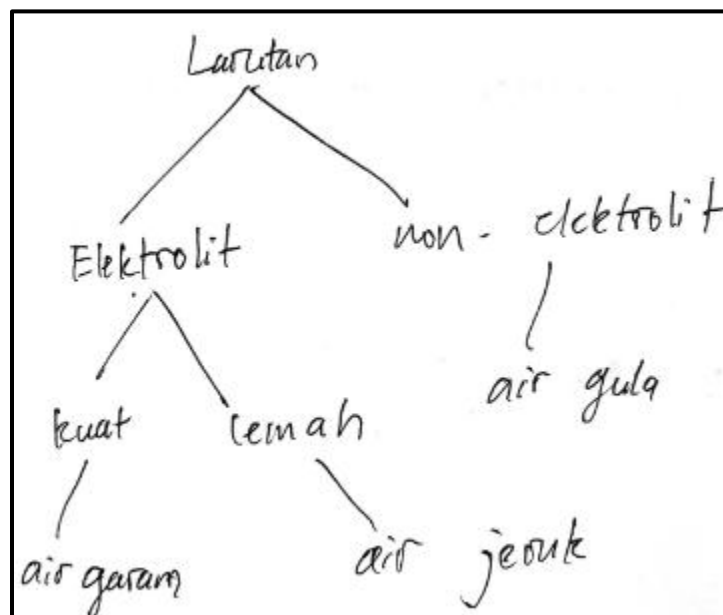 Larutan
Elektrolit
non - elektrolit
kuat
lemah
air gula
air garam
air jeruk